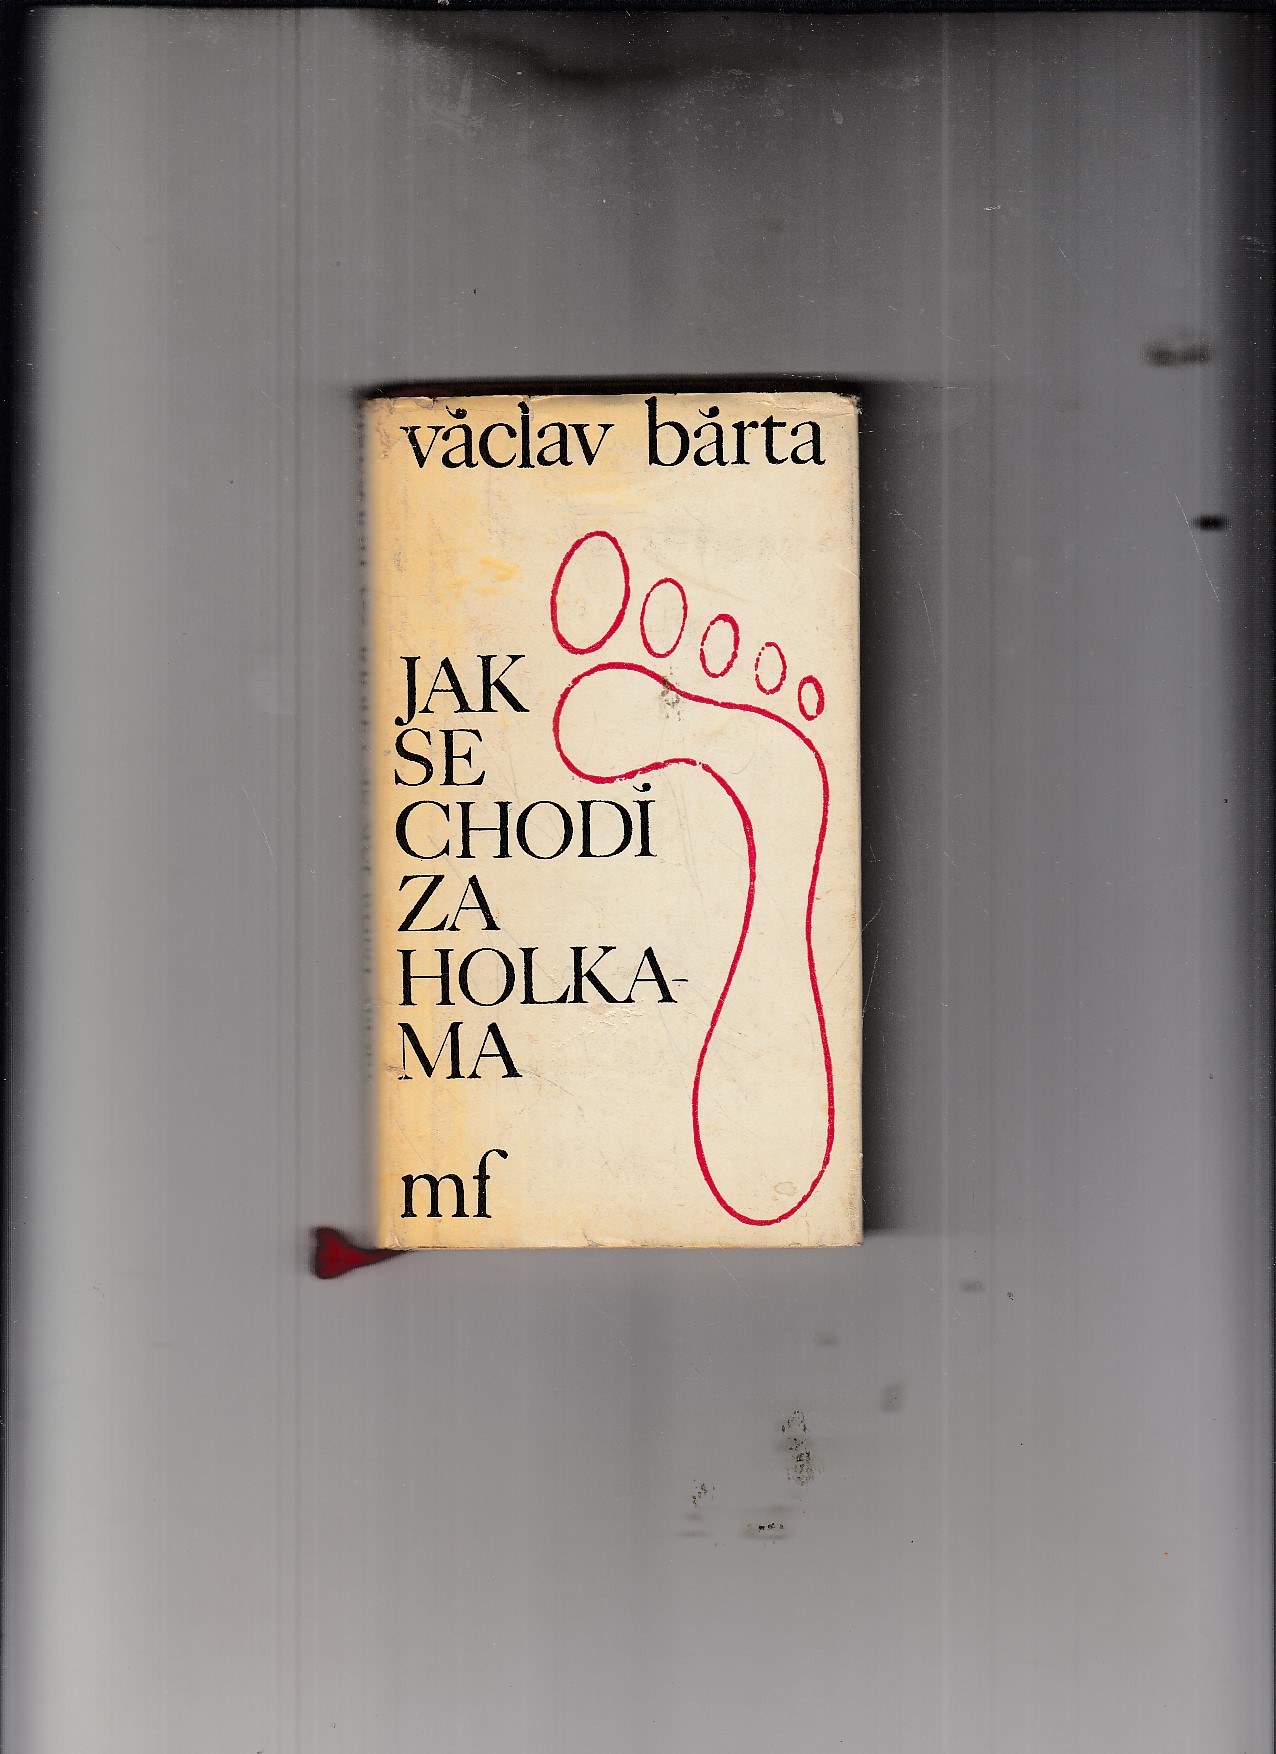 václav bárta
JAK
SE
CHODÍ
ZA
HOLKA-
MA
mf